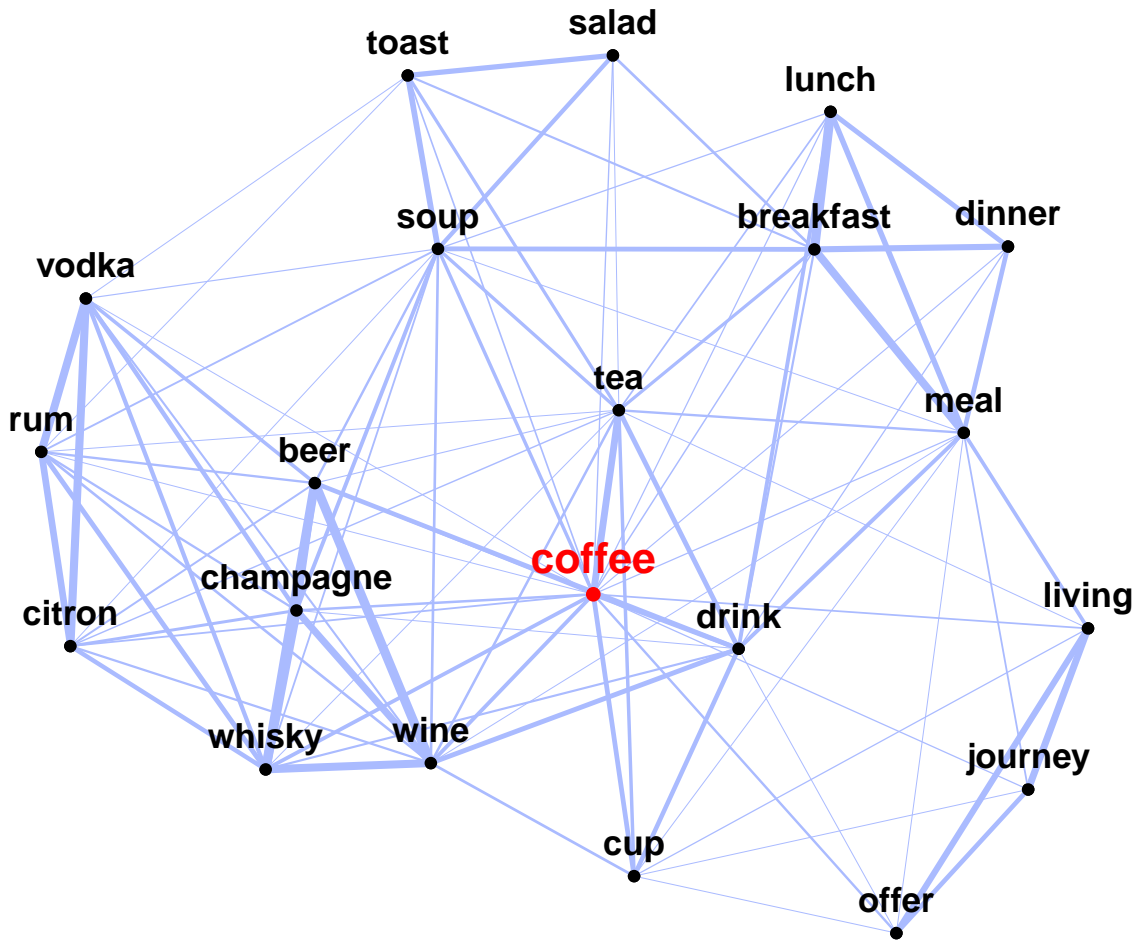 salad
toast
lunch
dinner
breakfast
soup
vodka
tea
meal
rum
beer
coffee
champagne
living
citron
drink
wine
whisky
journey
cup
offer